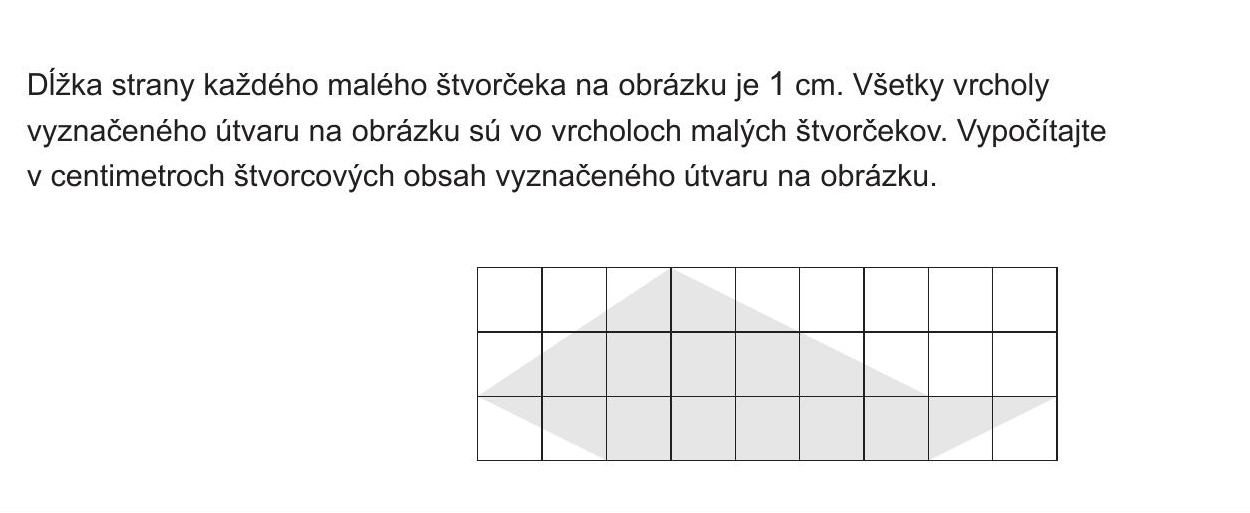 Dĺžka strany každého malého štvorčeka na obrázku je 1 cm. Všetky vrcholy
vyznačeného útvaru na obrázku sú vo vrcholoch malých štvorčekov. Vypočítajte
v centimetroch štvorcových obsah vyznačeného útvaru na obrázku.